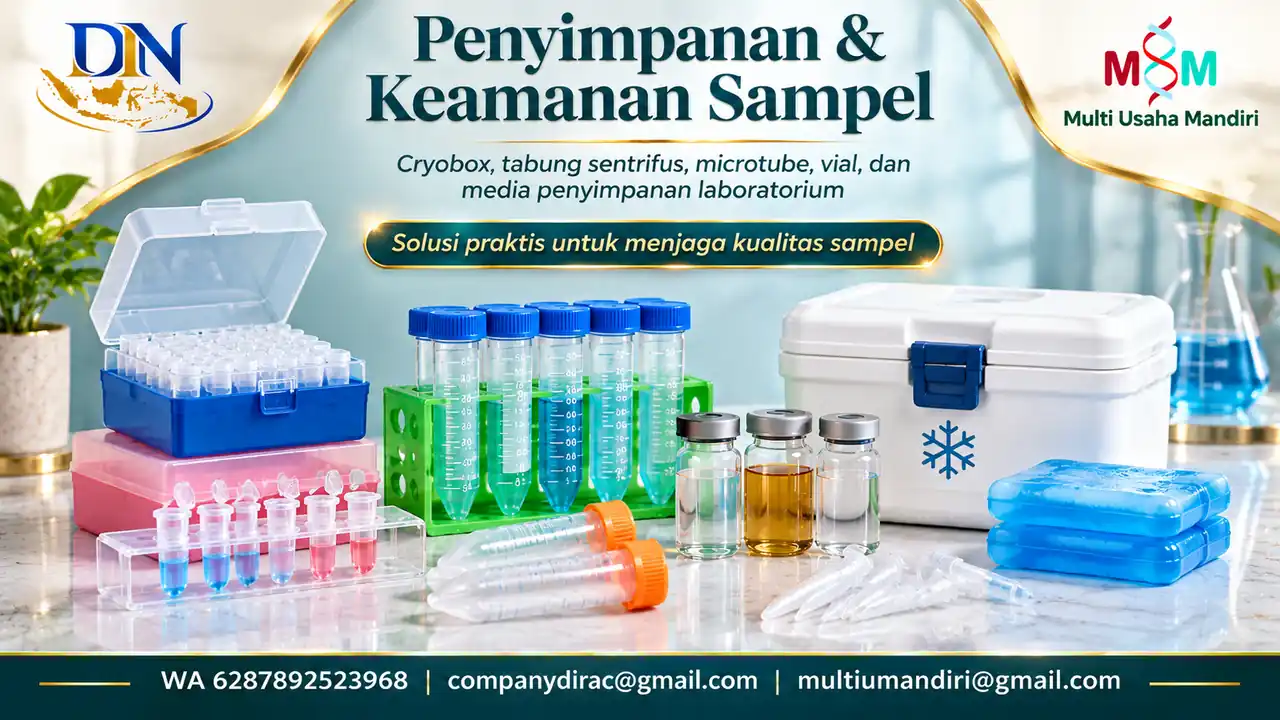 DIN
Penyimpanan &
Keamanan Sampel
MSM
Multi Usaha Mandiri
Cryobox, tabung sentrifus, microtube, vial, dan
media penyimpanan laboratorium
Solusi praktis untuk menjaga kualitas sampel
WA 6287892523968 | companydirac@gmail.com | multiumandiri@gmail.com